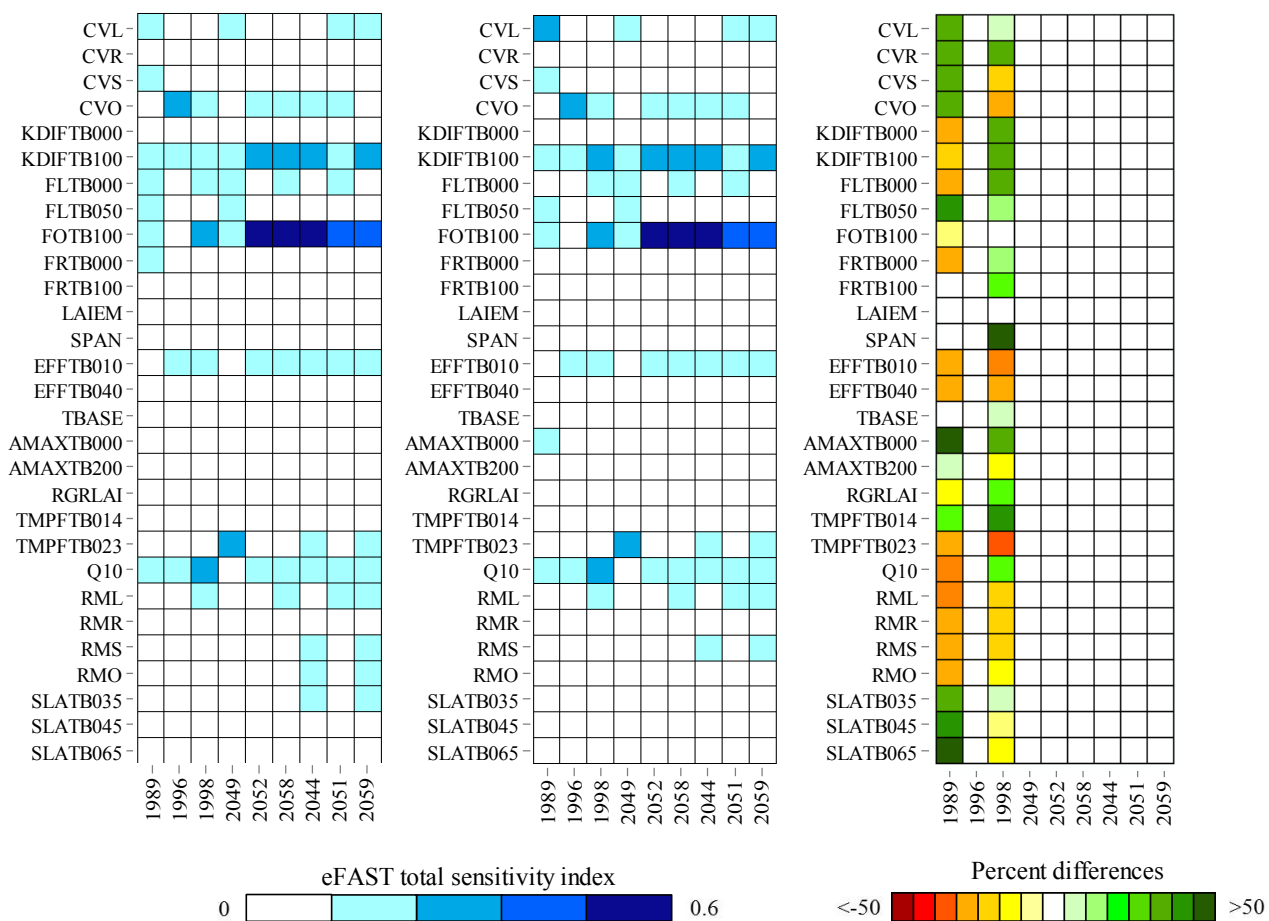 CVL
CVR
CVS
CVO
KDIFTB000
KDIFTB100
FLTB000
FLTB050
FOTB100
FRTB000
FRTB100
LAIEM
SPAN
EFFTB010
EFFTB040
TBASE
AMAXTB000
AMAXTB200
RGRLAI
TMPFTB014
TMPFTB023
Q10
RML
RMR
RMS
RMO
SLATB035
SLATB045
SLATB065
1989 1996 1998 2049 2052 2058 2044 2051 2059
CVL
CVR
CVS
CVO
KDIFTB000
KDIFTB100
FLTB000
FLTB050
FOTB100
FRTB000
FRTB100
LAIEM
SPAN
EFFTB010
EFFTB040
TBASE
AMAXTB000
AMAXTB200
RGRLAI
TMPFTB014
TMPFTB023
Q10
RML
RMR
RMS
RMO
SLATB035
SLATB045
SLATB065
1989 1996 1998 2049 2052 2058 2044 2051 2059
CVL
CVR
CVS
CVO
KDIFTB000
KDIFTB100
FLTB000
FLTB050
FOTB100
FRTB000
FRTB100
LAIEM
SPAN
EFFTB010
EFFTB040
TBASE
AMAXTB000
AMAXTB200
RGRLAI
TMPFTB014
TMPFTB023
Q10
RML
RMR
RMS
RMO
SLATB035
SLATB045
SLATB065
1989 1996 1998 2049 2052 2058 2044 2051 2059
eFAST total sensitivity index
0 0.6
Percent differences
<-50 >50